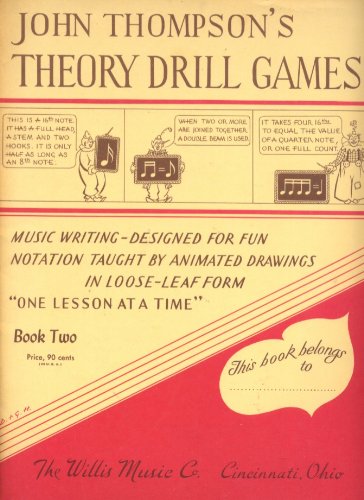 JOHN THOMPSON'S
THEORY DRILL GAMES
THIS IS A 16TH NOTE.
IT HAS A FULL HEAD,
A STEM AND TWO
HOOKS. IT IS ONLY
HALF AS LONG AS
AN 8TH NOTE.
WHEN TWO OR MORE
ARE JOINED TOGETHER
A DOUBLE BEAM IS USED.
IT TAKES FOUR 16THS
TO EQUAL THE VALUE
OF A QUARTER NOTE,
OR ONE FULL COUNT.
MUSIC WRITING-DESIGNED FOR FUN
NOTATION TAUGHT BY ANIMATED DRAWINGS
IN LOOSE-LEAF FORM
"ONE LESSON AT A TIME"
Book Two
Price, 90 cents
This book belongs
to
The Willis Music Co. Cincinnati, Ohio